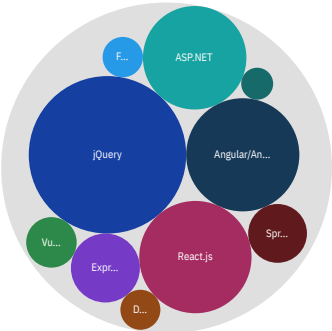 F...
ASP.NET
jQuery
Angular/An...
Vu...
Expr...
React.js
Spr...
D...